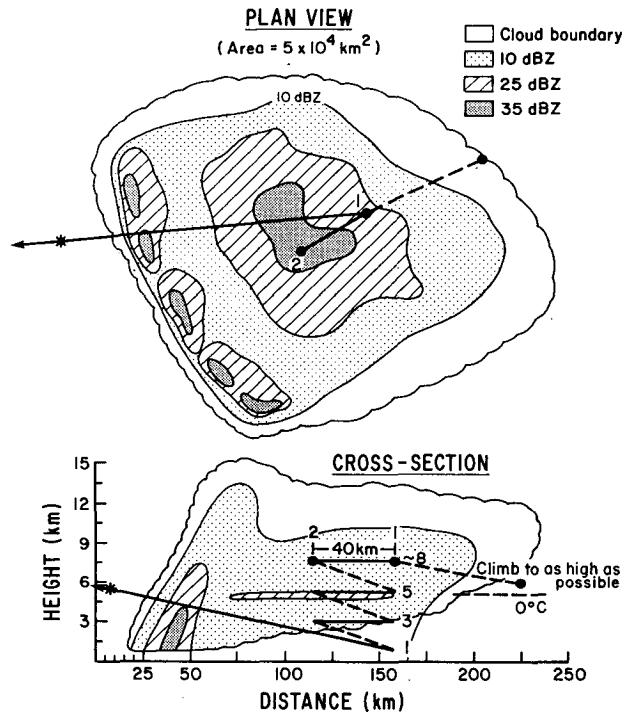 PLAN VIEW
(Area = 5 x 10⁴ km²)
Cloud boundary
10 dBZ
25 dBZ
35 dBZ
10 dBZ
1
2
CROSS-SECTION
15
12
9
6
3
HEIGHT (km)
2
1
40km
~8
Climb to as high as
possible
5
0°C
3
1
25
50
100
150
200
250
DISTANCE (km)